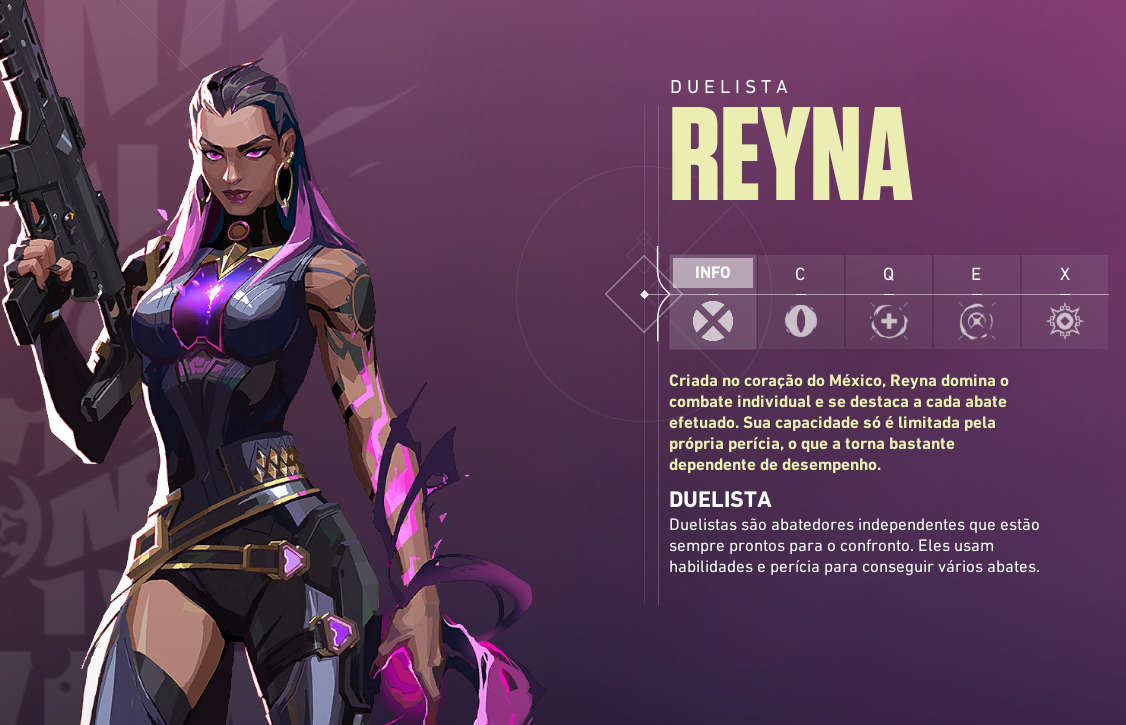 DUELISTA
REYNA
INFO C Q E X
Criada no coração do México, Reyna domina o
combate individual e se destaca a cada abate
efetuado. Sua capacidade só é limitada pela
própria perícia, o que a torna bastante
dependente de desempenho.
DUELISTA
Duelistas são abatedores independentes que estão
sempre prontos para o confronto. Eles usam
habilidades e perícia para conseguir vários abates.